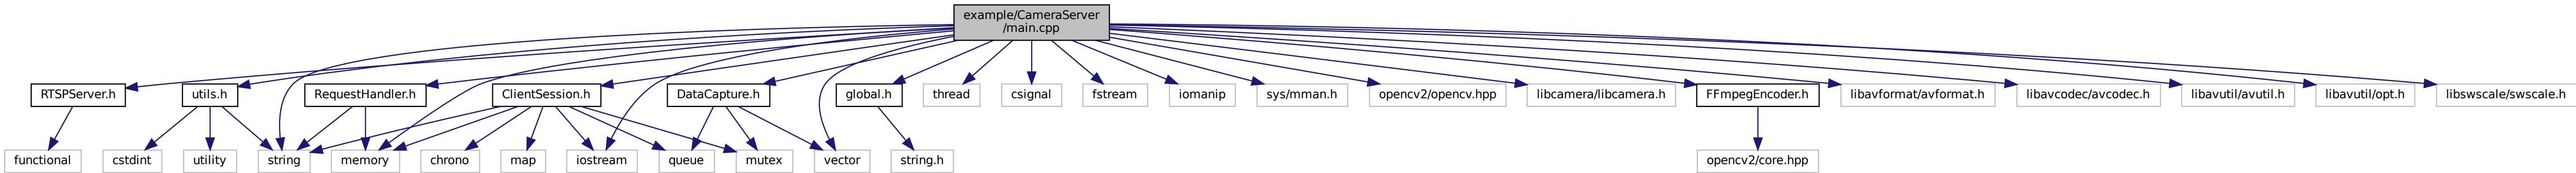 example/CameraServer
/main.cpp
RTSPServer.h
utils.h
RequestHandler.h
ClientSession.h
DataCapture.h
global.h
thread
csignal
fstream
iomanip
sys/mman.h
opencv2/opencv.hpp
libcamera/libcamera.h
FFmpegEncoder.h
libavformat/avformat.h
libavcodec/avcodec.h
libavutil/avutil.h
libavutil/opt.h
libswscale/swscale.h
functional
cstdint
utility
string
memory
chrono
map
iostream
queue
mutex
vector
string.h
opencv2/core.hpp